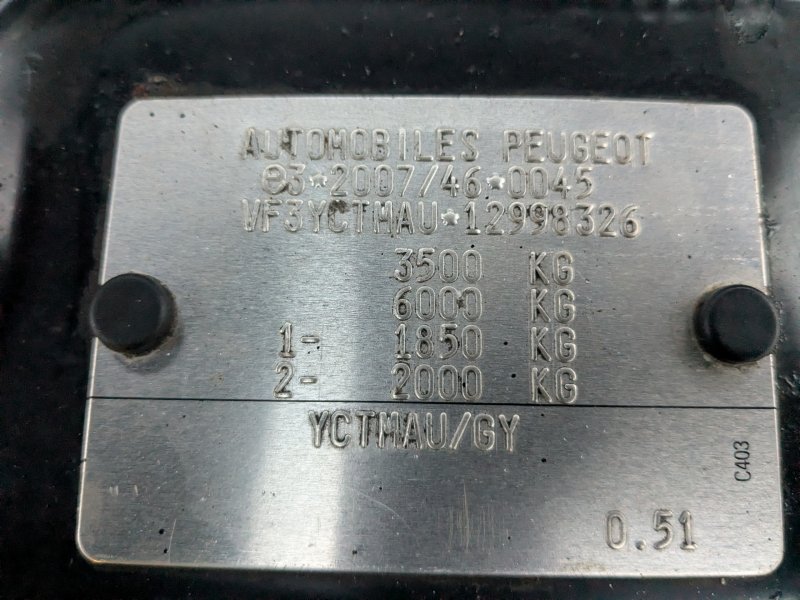 AUTOMOBILES PEUGEOT
e3*2007/46*0045
VF3YCTMAU*12998326
3500 KG
6000 KG
1- 1850 KG
2- 2000 KG
YCTMAU/GY
C403
0.51